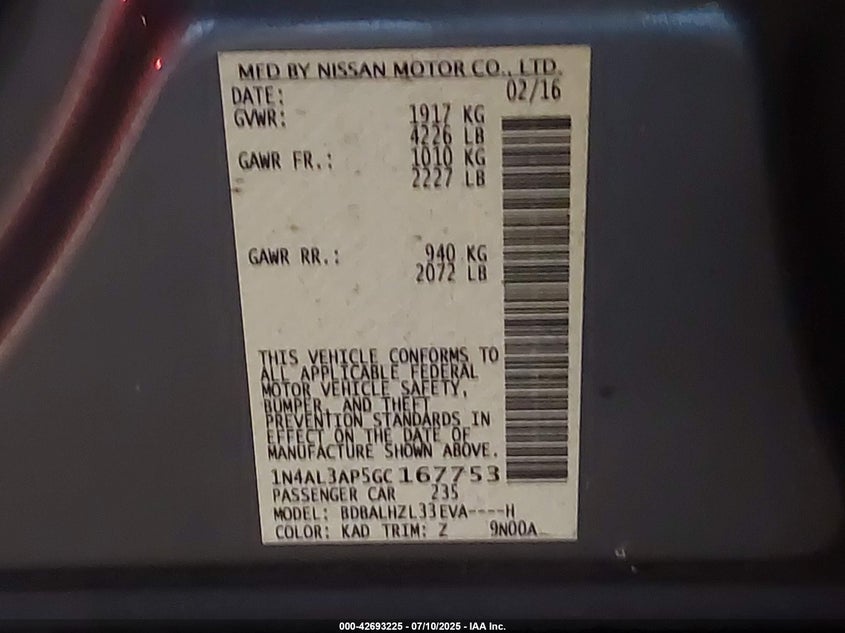 MFD BY NISSAN MOTOR CO., LTD.
DATE: 02/16
GVWR: 1917 KG
4226 LB
GAWR FR.: 1010 KG
2227 LB
GAWR RR.: 940 KG
2072 LB
THIS VEHICLE CONFORMS TO
ALL APPLICABLE FEDERAL
MOTOR VEHICLE SAFETY,
BUMPER, AND THEFT
PREVENTION STANDARDS IN
EFFECT ON THE DATE OF
MANUFACTURE SHOWN ABOVE.
1N4AL3AP5GC167753
PASSENGER CAR 235
MODEL: BDBALHZL33EVA----H
COLOR: KAD TRIM: Z 9N00A
000-42693225 - 07/10/2025 - IAA Inc.